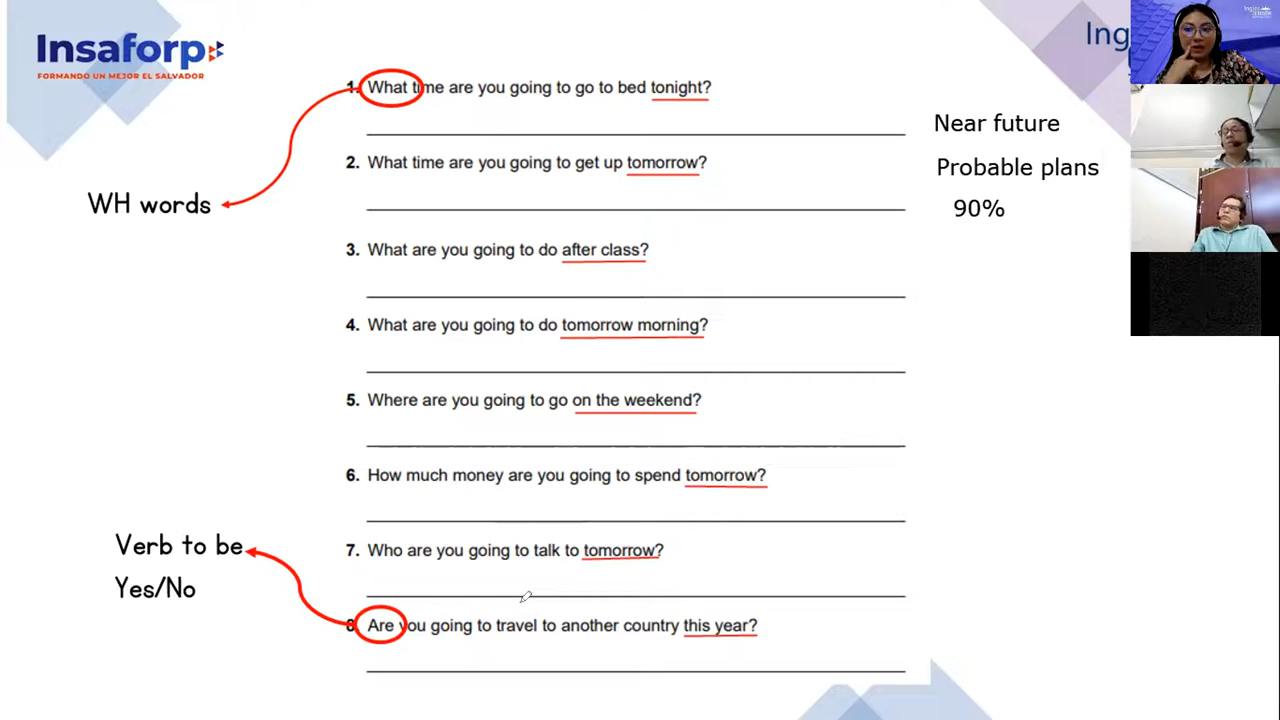 Insaforp
FORMANDO UN MEJOR EL SALVADOR
Ing
1. What time are you going to go to bed tonight?
Near future
2. What time are you going to get up tomorrow?
Probable plans
WH words
90%
3. What are you going to do after class?
4. What are you going to do tomorrow morning?
5. Where are you going to go on the weekend?
6. How much money are you going to spend tomorrow?
Verb to be
7. Who are you going to talk to tomorrow?
Yes/No
8. Are you going to travel to another country this year?